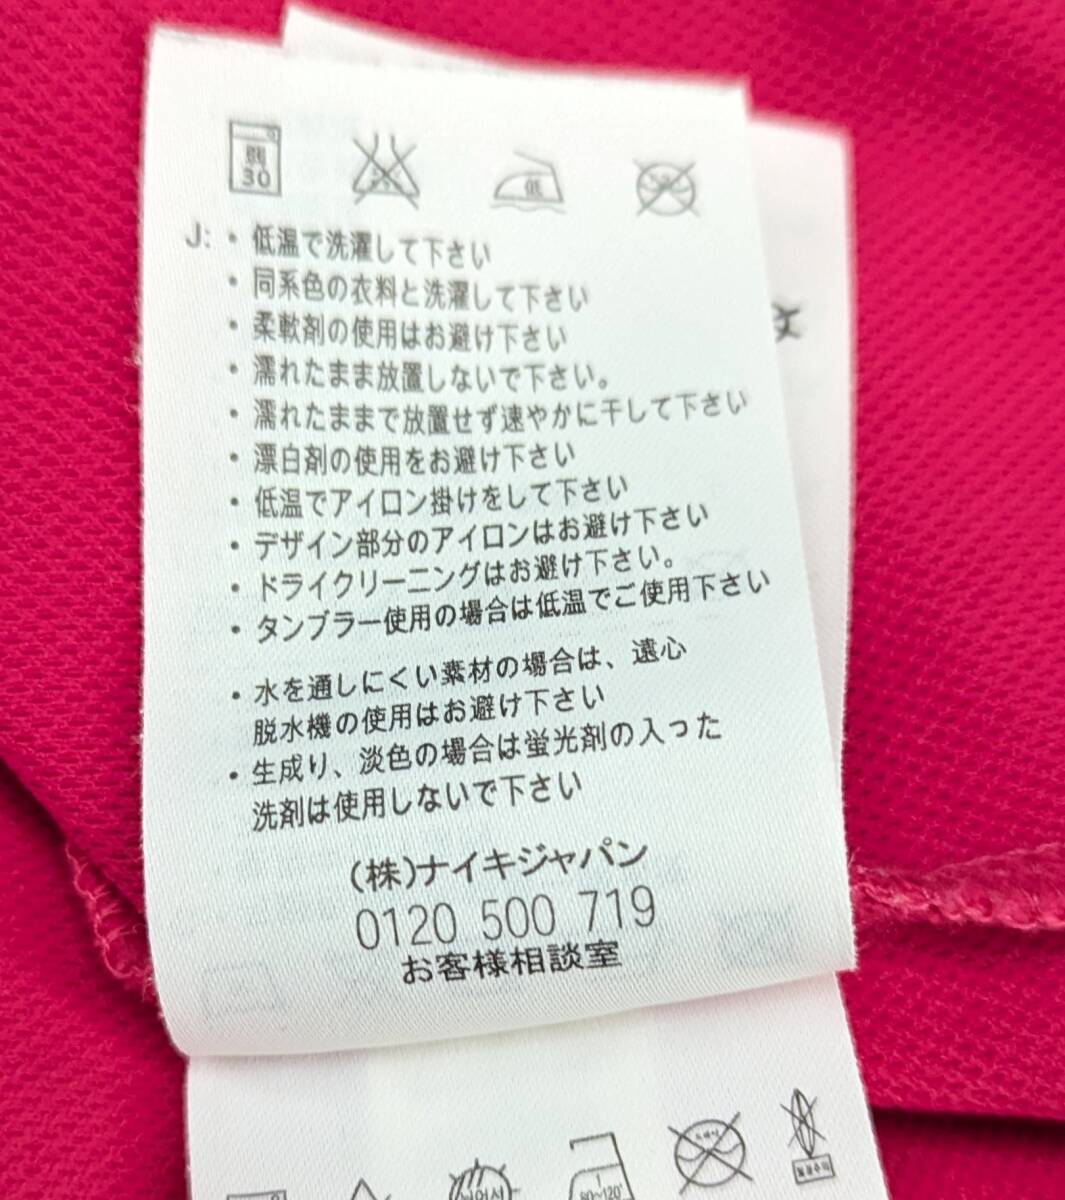 弱
30
低
J: ・低温で洗濯して下さい
・同系色の衣料と洗濯して下さい
・柔軟剤の使用はお避け下さい
・濡れたまま放置しないで下さい。
・濡れたままで放置せず速やかに干して下さい
・漂白剤の使用をお避け下さい
・低温でアイロン掛けをして下さい
・デザイン部分のアイロンはお避け下さい
・ドライクリーニングはお避け下さい。
・タンブラー使用の場合は低温でご使用下さい
・水を通しにくい素材の場合は、遠心
脱水機の使用はお避け下さい
・生成り、淡色の場合は蛍光剤の入った
洗剤は使用しないで下さい
(株)ナイキジャパン
0120 500 719
お客様相談室
80~120°